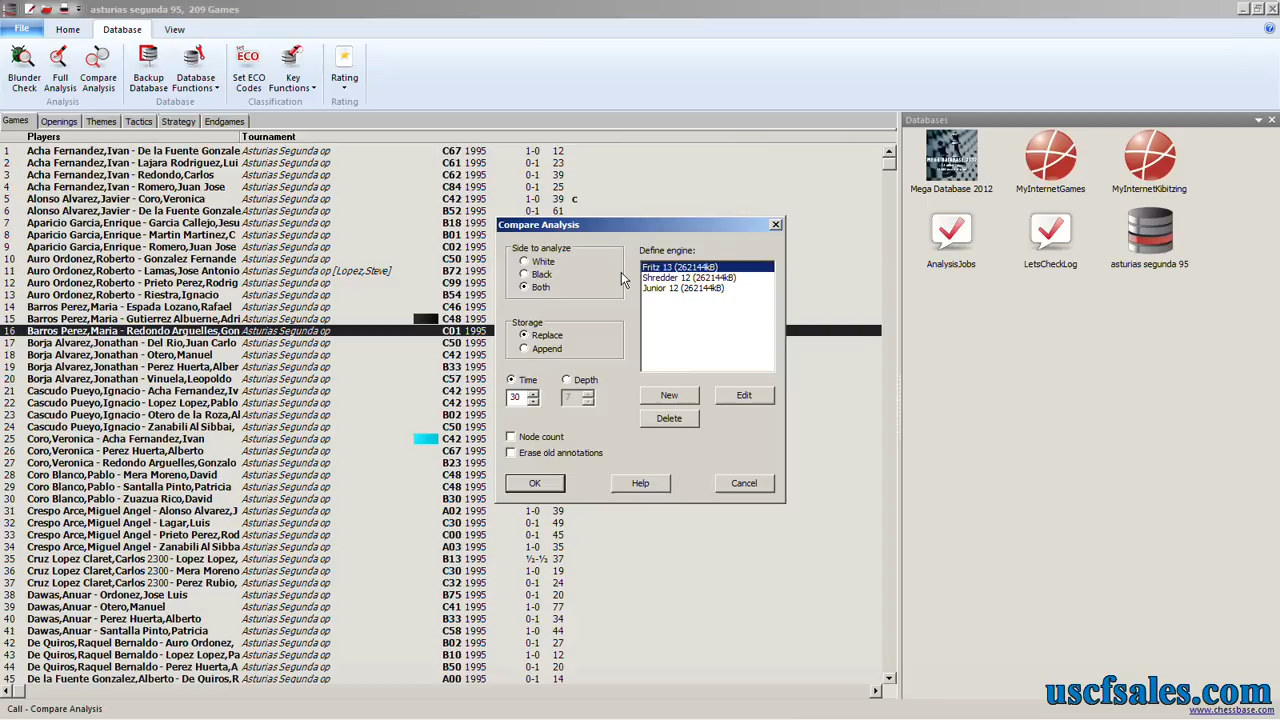 asturias segunda 95, 209 Games
File Home Database View
Blunder Check Full Analysis Compare Analysis Backup Database Database Functions Set ECO Codes Key Functions Rating
Analysis Database Classification Rating
Games Openings Themes Tactics Strategy Endgames
Players Tournament
1 Acha Fernandez,Ivan - De la Fuente Gonzale Asturias Segunda op C67 1995 1-0 12
2 Acha Fernandez,Ivan - Lajara Rodriguez,Lui Asturias Segunda op C61 1995 1-0 23
3 Acha Fernandez,Ivan - Redondo,Carlos Asturias Segunda op C62 1995 1-0 39
4 Acha Fernandez,Ivan - Romero,Juan Jose Asturias Segunda op C84 1995 1-0 25
5 Alonso Alvarez,Javier - Coro,Veronica Asturias Segunda op C42 1995 1-0 39 c
6 Alonso Alvarez,Javier - De la Fuente Gonzale Asturias Segunda op B52 1995 0-1 61
7 Aparicio Garcia,Enrique - Garcia Callejo,Jesu Asturias Segunda op B18 1995
8 Aparicio Garcia,Enrique - Martin Martinez,C Asturias Segunda op B01 1995
9 Aparicio Garcia,Enrique - Romero,Juan Jose Asturias Segunda op C02 1995
10 Auro Ordonez,Roberto - Gonzalez Fernande Asturias Segunda op C50 1995
11 Auro Ordonez,Roberto - Lamas,Jose Antonio Asturias Segunda op [Lopez,Steve] B72 1995
12 Auro Ordonez,Roberto - Prieto Perez,Rodrig Asturias Segunda op C99 1995
13 Auro Ordonez,Roberto - Riestra,Ignacio Asturias Segunda op B54 1995
14 Barros Perez,Maria - Espada Lozano,Rafael Asturias Segunda op C46 1995
15 Barros Perez,Maria - Gutierrez Albuerne,Adri Asturias Segunda op C48 1995
16 Barros Perez,Maria - Redondo Arguelles,Gon Asturias Segunda op C01 1995
17 Borja Alvarez,Jonathan - Del Rio,Juan Carlo Asturias Segunda op C50 1995
18 Borja Alvarez,Jonathan - Otero,Manuel Asturias Segunda op C42 1995
19 Borja Alvarez,Jonathan - Perez Huerta,Alber Asturias Segunda op B33 1995
20 Borja Alvarez,Jonathan - Vinuela,Leopoldo Asturias Segunda op C57 1995
21 Cascudo Pueyo,Ignacio - Acha Fernandez,Iv Asturias Segunda op C42 1995
22 Cascudo Pueyo,Ignacio - Lopez Lopez,Pablo Asturias Segunda op C42 1995
23 Cascudo Pueyo,Ignacio - Otero de la Roza,Al Asturias Segunda op B02 1995
24 Cascudo Pueyo,Ignacio - Zanabili Al Sibbai, Asturias Segunda op C50 1995
25 Coro,Veronica - Acha Fernandez,Ivan Asturias Segunda op C42 1995
26 Coro,Veronica - Perez Huerta,Alberto Asturias Segunda op C67 1995
27 Coro,Veronica - Redondo Arguelles,Gonzalo Asturias Segunda op B23 1995
28 Coro Blanco,Pablo - Mera Moreno,David Asturias Segunda op C48 1995
29 Coro Blanco,Pablo - Santalla Pinto,Patricia Asturias Segunda op C48 1995
30 Coro Blanco,Pablo - Zuazua Rico,David Asturias Segunda op B30 1995
31 Crespo Arce,Miguel Angel - Alonso Alvarez,J Asturias Segunda op A02 1995 1-0 39
32 Crespo Arce,Miguel Angel - Lagar,Luis Asturias Segunda op C30 1995 0-1 49
33 Crespo Arce,Miguel Angel - Prieto Perez,Rod Asturias Segunda op C00 1995 0-1 45
34 Crespo Arce,Miguel Angel - Zanabili Al Sibba Asturias Segunda op A03 1995 1-0 35
35 Cruz Lopez Claret,Carlos 2300 - Lopez Lopez, Asturias Segunda op B13 1995 ½-½ 37
36 Cruz Lopez Claret,Carlos 2300 - Mera Moreno Asturias Segunda op C30 1995 1-0 19
37 Cruz Lopez Claret,Carlos 2300 - Perez Rubio, Asturias Segunda op C32 1995 0-1 24
38 Dawas,Anuar - Ordonez,Jose Luis Asturias Segunda op B75 1995 0-1 20
39 Dawas,Anuar - Otero,Manuel Asturias Segunda op C41 1995 1-0 77
40 Dawas,Anuar - Perez Huerta,Alberto Asturias Segunda op B33 1995 0-1 34
41 Dawas,Anuar - Santalla Pinto,Patricia Asturias Segunda op C58 1995 1-0 44
42 De Quiros,Raquel Bernaldo - Auro Ordonez, Asturias Segunda op B02 1995 0-1 27
43 De Quiros,Raquel Bernaldo - Lopez Lopez,Pa Asturias Segunda op B10 1995 1-0 12
44 De Quiros,Raquel Bernaldo - Perez Huerta,A Asturias Segunda op B50 1995 0-1 20
45 De la Fuente Gonzalez,Alberto - De Quiros,R Asturias Segunda op A00 1995 0-1 14
Call - Compare Analysis
Compare Analysis
Side to analyze
White
Black
Both
Storage
Replace
Append
Time Depth
30 7
Node count
Erase old annotations
Define engine:
Fritz 13 (262144kB)
Shredder 12 (262144kB)
Junior 12 (262144kB)
New Edit
Delete
OK Help Cancel
Databases
Mega Database 2012 MyInternetGames MyInternetKibitzing
AnalysisJobs LetsCheckLog asturias segunda 95
uscfsales.com
www.chessbase.com